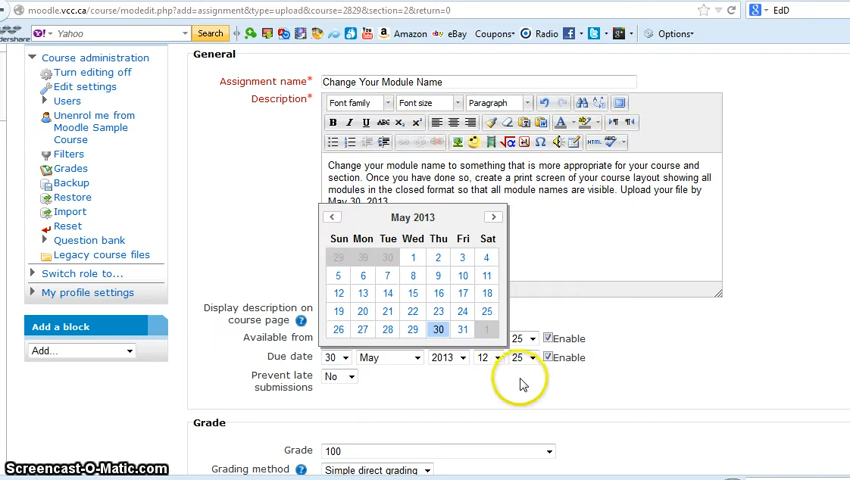 moodle.vcc.ca/course/modedit.php?add=assignment&type=upload&course=2829&section=2&return=0
EdD
Yahoo Search Coupons Amazon eBay Onion Radio Options
dershare
Course administration
Turn editing off
Edit settings
Users
Unenrol me from
Moodle Sample
Course
Filters
Grades
Backup
Restore
Import
Reset
Question bank
Legacy course files
Switch role to...
My profile settings
Add a block
Add...
General
Assignment name* Change Your Module Name
Description*
Font family Font size Paragraph
B I U ABC x₂ x²
Change your module name to something that is more appropriate for your course and
section. Once you have done so, create a print screen of your course layout showing all
modules in the closed format so that all module names are visible. Upload your file by
May 30, 2013
May 2013
Sun Mon Tue Wed Thu Fri Sat
29 30 1 2 3 4
5 6 7 8 9 10 11
12 13 14 15 16 17 18
19 20 21 22 23 24 25
26 27 28 29 30 31 1
Display description on
course page
Available from 25 Enable
Due date 30 May 2013 12 25 Enable
Prevent late
submissions
No
Grade
Grade 100
Grading method Simple direct grading
Screencast-O-Matic.com